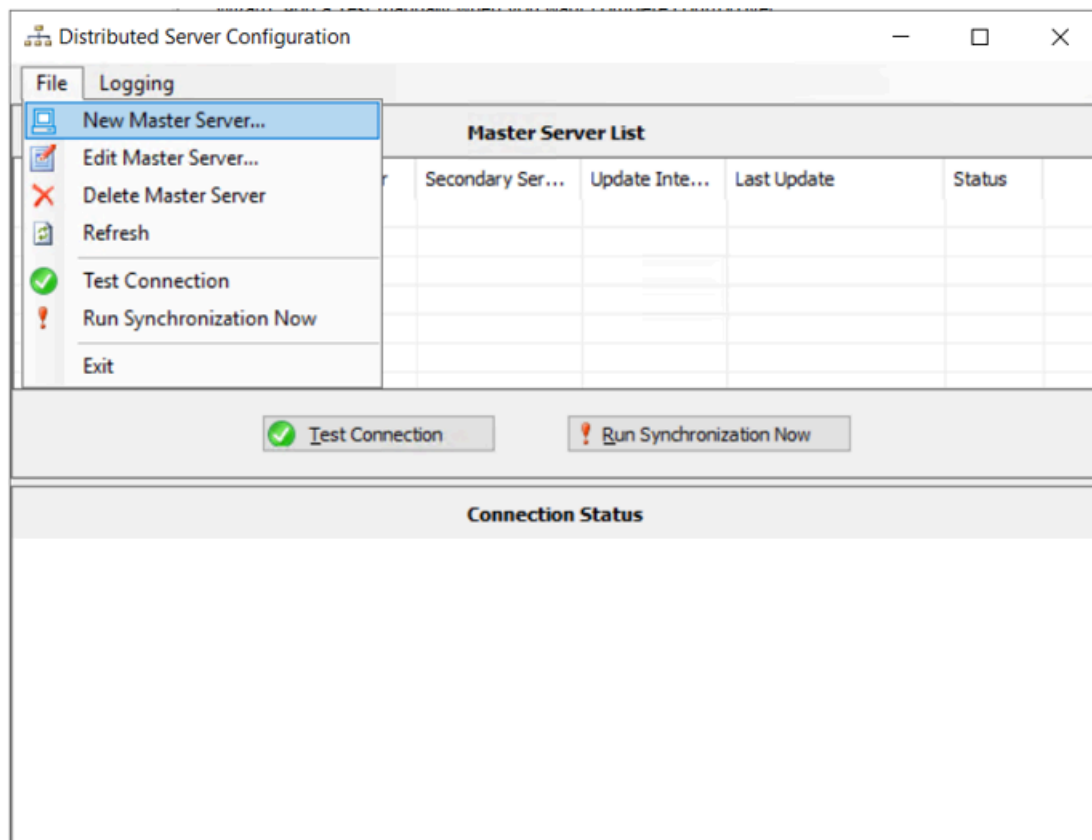 Distributed Server Configuration
File Logging
New Master Server...
Edit Master Server...
Delete Master Server
Refresh
Test Connection
Run Synchronization Now
Exit
Master Server List
Secondary Ser... Update Inte... Last Update Status
Test Connection Run Synchronization Now
Connection Status